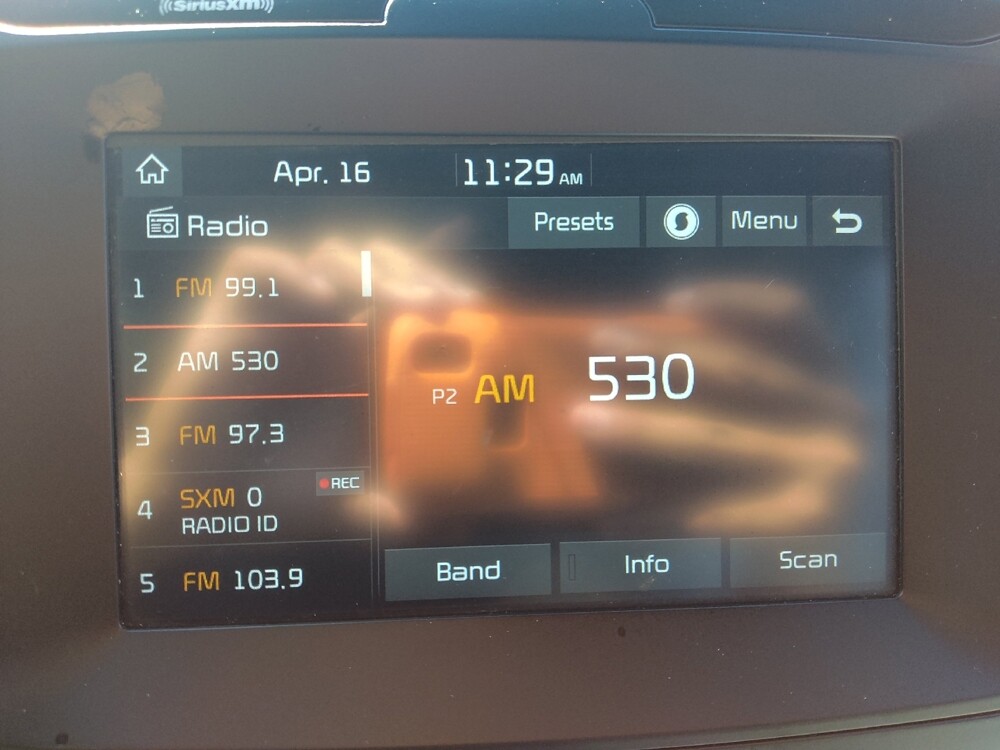 ((SiriusXM))
Apr. 16 11:29 AM
Radio Presets Menu
1 FM 99.1
2 AM 530
3 FM 97.3
4 SXM 0 REC
RADIO ID
5 FM 103.9
P2 AM 530
Band Info Scan